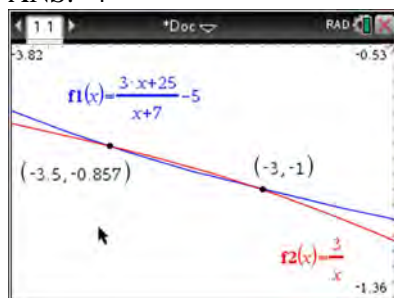 1.1
*Doc
RAD
-3.82
-0.53
f1(x)=(3·x+25)/(x+7)-5
(-3.5,-0.857)
(-3,-1)
f2(x)=3/x
-1.36